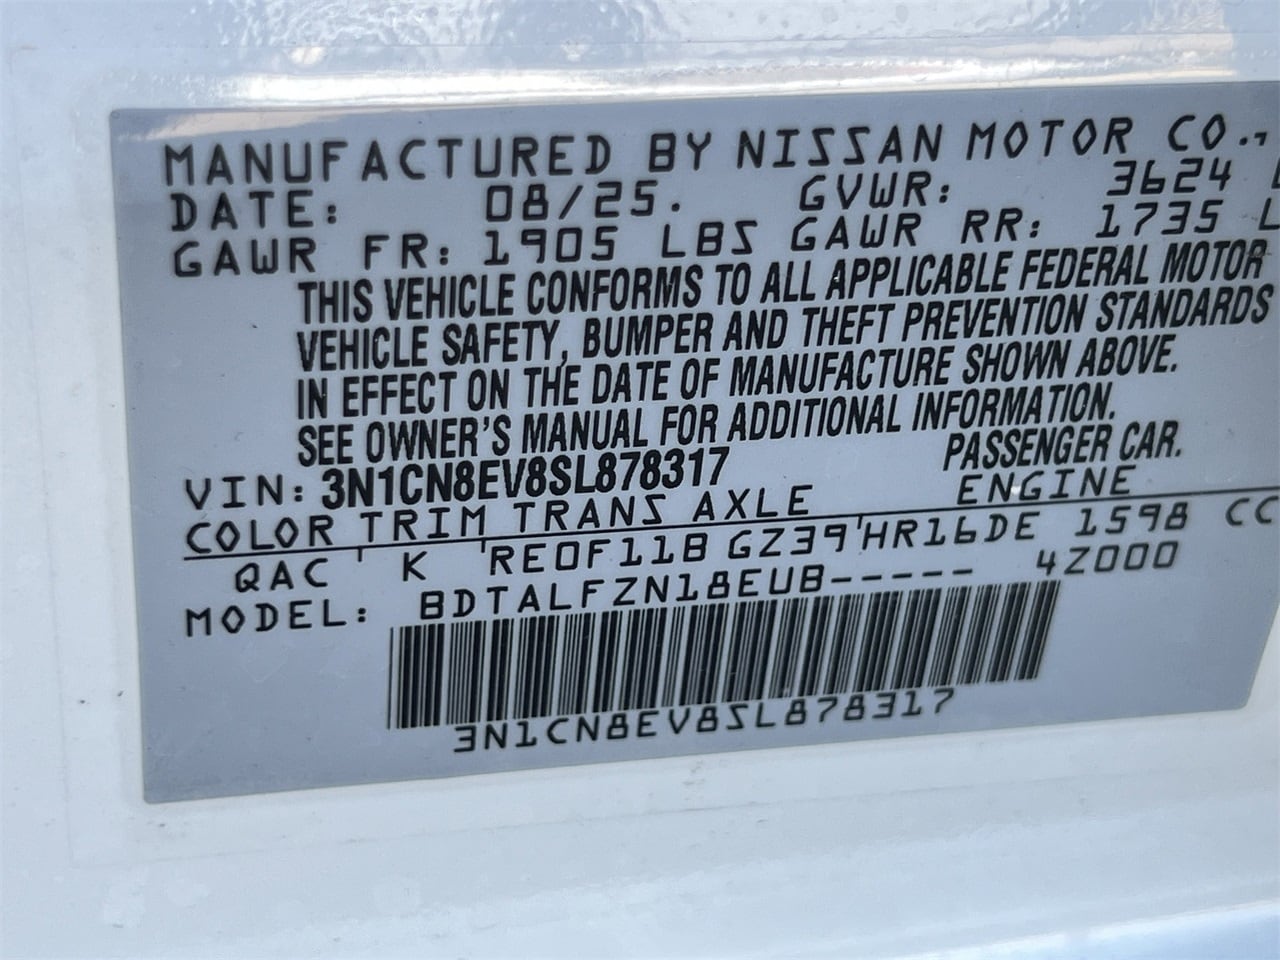 MANUFACTURED BY NISSAN MOTOR CO.,
DATE: 08/25. GVWR: 3624
GAWR FR: 1905 LBS GAWR RR: 1735 L
THIS VEHICLE CONFORMS TO ALL APPLICABLE FEDERAL MOTOR
VEHICLE SAFETY, BUMPER AND THEFT PREVENTION STANDARDS
IN EFFECT ON THE DATE OF MANUFACTURE SHOWN ABOVE.
SEE OWNER'S MANUAL FOR ADDITIONAL INFORMATION.
VIN: 3N1CN8EV8SL878317 PASSENGER CAR.
COLOR TRIM TRANS AXLE ENGINE
QAC K RE0F11B GZ39 HR16DE 1598 CC
MODEL: BDTALFZN18EUB----- 4Z000
3N1CN8EV8SL878317